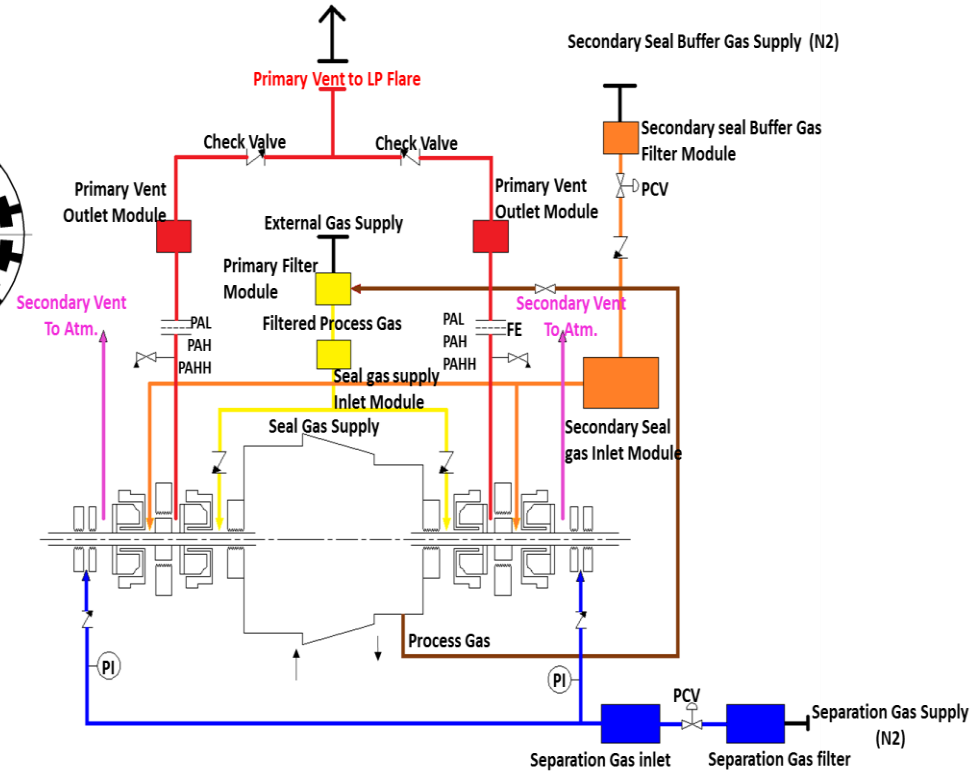 Secondary Seal Buffer Gas Supply (N2)
Primary Vent to LP Flare
Secondary seal Buffer Gas
Filter Module
Check Valve
Check Valve
PCV
Primary Vent
Outlet Module
Primary Vent
Outlet Module
External Gas Supply
Primary Filter
Module
Secondary Vent
To Atm.
Secondary Vent
To Atm.
Filtered Process Gas
PAL
PAH
PAHH
PAL
PAH
PAHH
FE
Seal gas supply
Inlet Module
Seal Gas Supply
Secondary Seal
gas Inlet Module
Process Gas
PI
PI
PCV
Separation Gas Supply
(N2)
Separation Gas inlet
Separation Gas filter